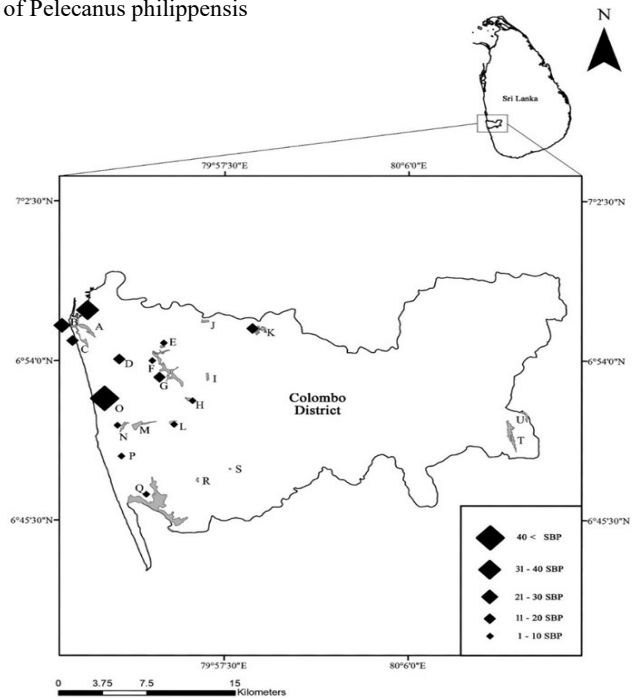 of Pelecanus philippensis
N
Sri Lanka
79°57'30"E 80°6'0"E
7°2'30"N 7°2'30"N
B
A
C
J
K
E
6°54'0"N 6°54'0"N
D
F
G
I
H
Colombo
District
O
N
M
L
U
T
P
S
R
Q
6°45'30"N 6°45'30"N
40 < SBP
31 - 40 SBP
21 - 30 SBP
11 - 20 SBP
1 - 10 SBP
79°57'30"E 80°6'0"E
0 3.75 7.5 15
Kilometers